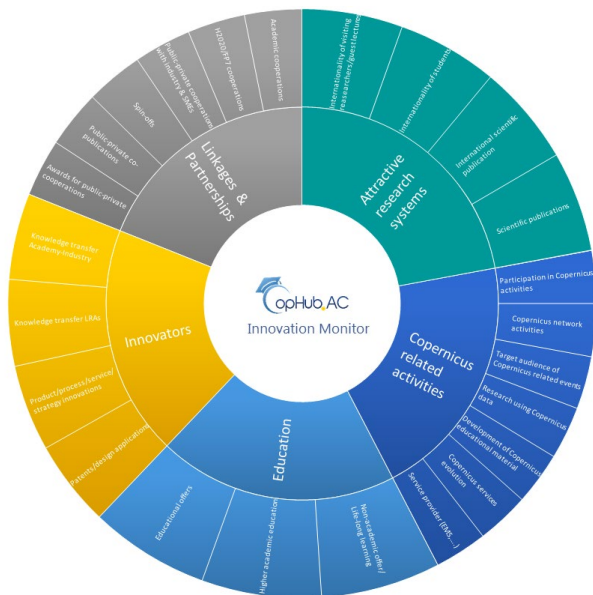 CopHub.AC
Innovation Monitor
Attractive
research
systems
Internationality of visiting
reasearchers/guestlectures
Internationality of students
International scientific
publication
Scientific publications
Copernicus
related
activities
Participation in Copernicus
activities
Copernicus network
activities
Target audience of
Copernicus related events
Research using Copernicus
data
Development of Copernicus
educational material
Copernicus services
evolution
Service provider (EMS,....)
Education
Non-academic offer/
Life-long learning
Higher academic education
Educational offers
Innovators
Patents/design applications
Product/process/service/
strategy innovations
Knowledge transfer LRAs
Knowledge transfer
Academy-industry
Linkages &
Partnerships
Awards for public-private
cooperations
Public-private co-
publications
Spin-offs
Public-private cooperations
with industry & SMEs
H2020/FP7 cooperations
Academic cooperations